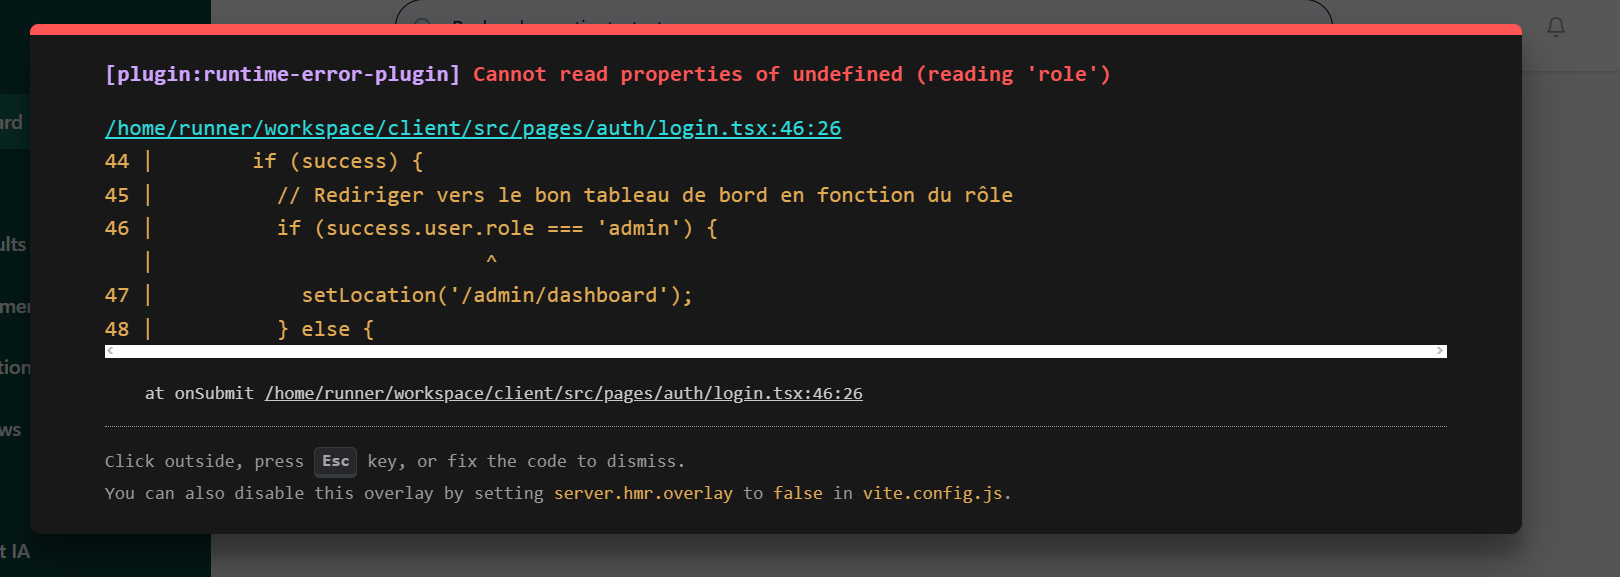 [plugin:runtime-error-plugin] Cannot read properties of undefined (reading 'role')
/home/runner/workspace/client/src/pages/auth/login.tsx:46:26
44 |        if (success) {
45 |          // Rediriger vers le bon tableau de bord en fonction du rôle
46 |          if (success.user.role === 'admin') {
   |                           ^
47 |            setLocation('/admin/dashboard');
48 |          } else {
at onSubmit /home/runner/workspace/client/src/pages/auth/login.tsx:46:26
Click outside, press Esc key, or fix the code to dismiss.
You can also disable this overlay by setting server.hmr.overlay to false in vite.config.js.
ard
ults
mer
tion
ws
t IA